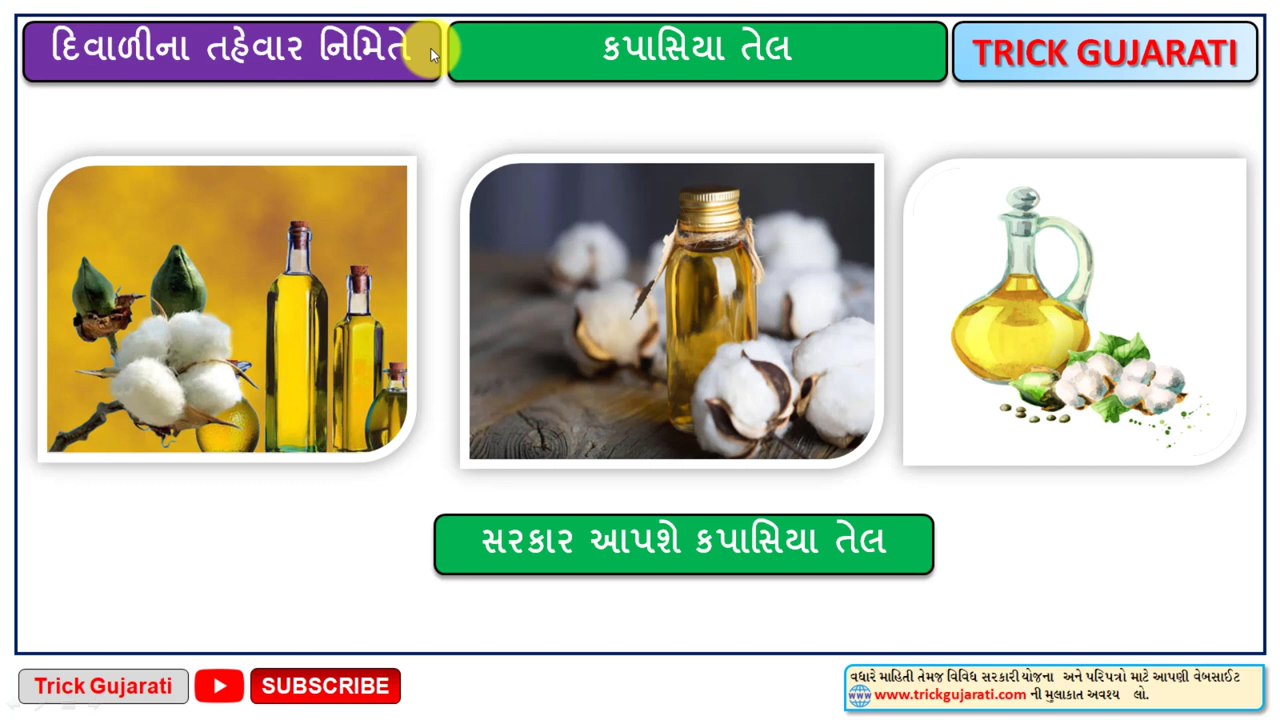 દિવાળીના તહેવાર નિમિતે
કપાસિયા તેલ
TRICK GUJARATI
સરકાર આપશે કપાસિયા તેલ
Trick Gujarati
SUBSCRIBE
વધારે માહિતી તેમજ વિવિધ સરકારી યોજના અને પરિપત્રો માટે આપણી વેબસાઈટ
www.trickgujarati.com ની મુલાકાત અવશ્ય લો.